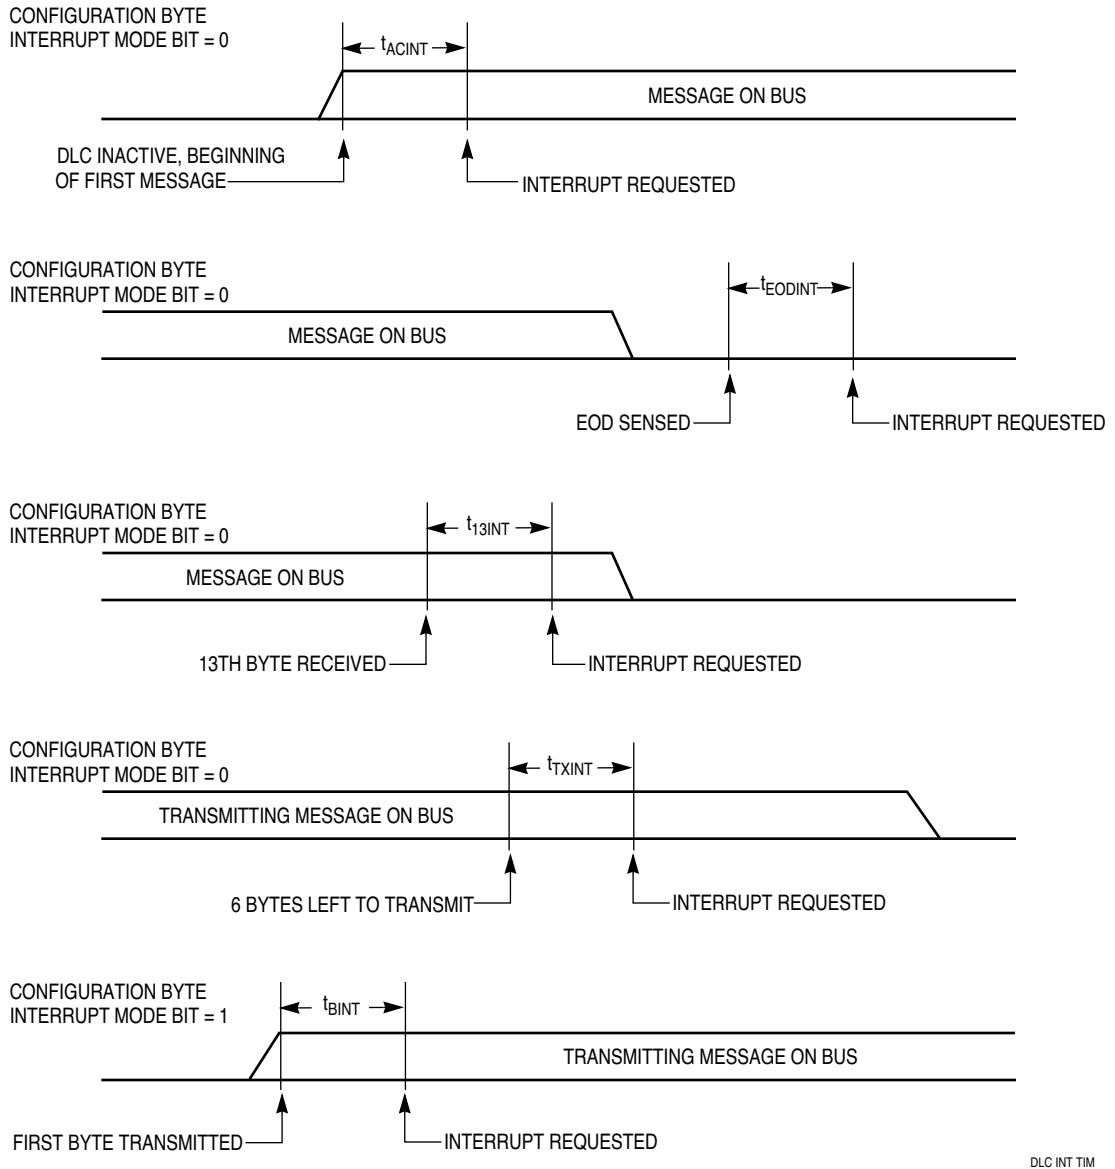 CONFIGURATION BYTE
INTERRUPT MODE BIT = 0
tACINT
MESSAGE ON BUS
DLC INACTIVE, BEGINNING
OF FIRST MESSAGE
INTERRUPT REQUESTED
CONFIGURATION BYTE
INTERRUPT MODE BIT = 0
tEODINT
MESSAGE ON BUS
EOD SENSED
INTERRUPT REQUESTED
CONFIGURATION BYTE
INTERRUPT MODE BIT = 0
t13INT
MESSAGE ON BUS
13TH BYTE RECEIVED
INTERRUPT REQUESTED
CONFIGURATION BYTE
INTERRUPT MODE BIT = 0
tTXINT
TRANSMITTING MESSAGE ON BUS
6 BYTES LEFT TO TRANSMIT
INTERRUPT REQUESTED
CONFIGURATION BYTE
INTERRUPT MODE BIT = 1
tBINT
TRANSMITTING MESSAGE ON BUS
FIRST BYTE TRANSMITTED
INTERRUPT REQUESTED
DLC INT TIM